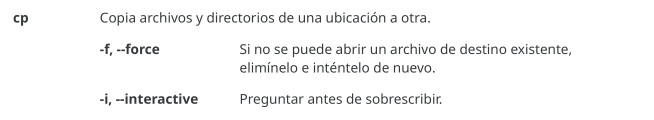 cp Copia archivos y directorios de una ubicación a otra.
-f, --force Si no se puede abrir un archivo de destino existente,
elimínelo e inténtelo de nuevo.
-i, --interactive Preguntar antes de sobrescribir.